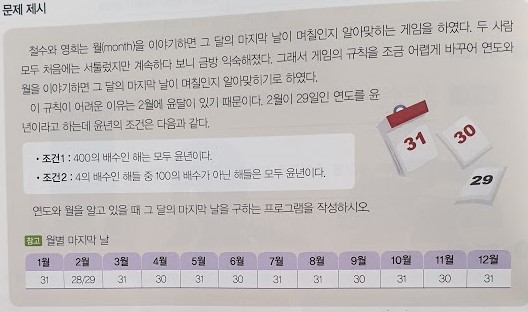 문제 제시
철수와 영희는 월(month)을 이야기하면 그 달의 마지막 날이 며칠인지 알아맞히는 게임을 하였다. 두 사람
모두 처음에는 서툴렀지만 계속하다 보니 금방 익숙해졌다. 그래서 게임의 규칙을 조금 어렵게 바꾸어 연도와
월을 이야기하면 그 달의 마지막 날이 며칠인지 알아맞히기로 하였다.
이 규칙이 어려운 이유는 2월에 윤달이 있기 때문이다. 2월이 29일인 연도를 윤
년이라고 하는데 윤년의 조건은 다음과 같다.
• 조건1 : 400의 배수인 해는 모두 윤년이다.
• 조건2 : 4의 배수인 해들 중 100의 배수가 아닌 해들은 모두 윤년이다.
31
30
29
연도와 월을 알고 있을 때 그 달의 마지막 날을 구하는 프로그램을 작성하시오.
참고 월별 마지막 날
1월 2월 3월 4월 5월 6월 7월 8월 9월 10월 11월 12월
31 28/29 31 30 31 30 31 31 30 31 30 31